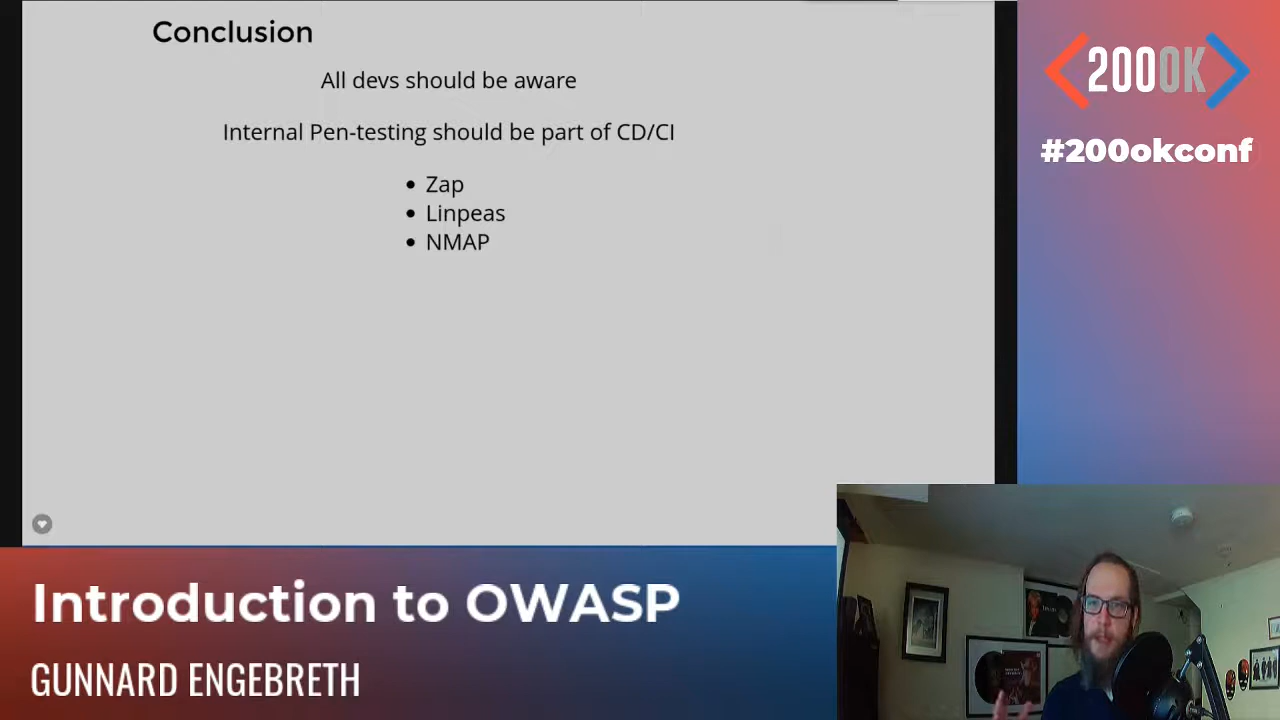 Conclusion
All devs should be aware
Internal Pen-testing should be part of CD/CI
• Zap
• Linpeas
• NMAP
<200OK>
#200okconf
Introduction to OWASP
GUNNARD ENGEBRETH